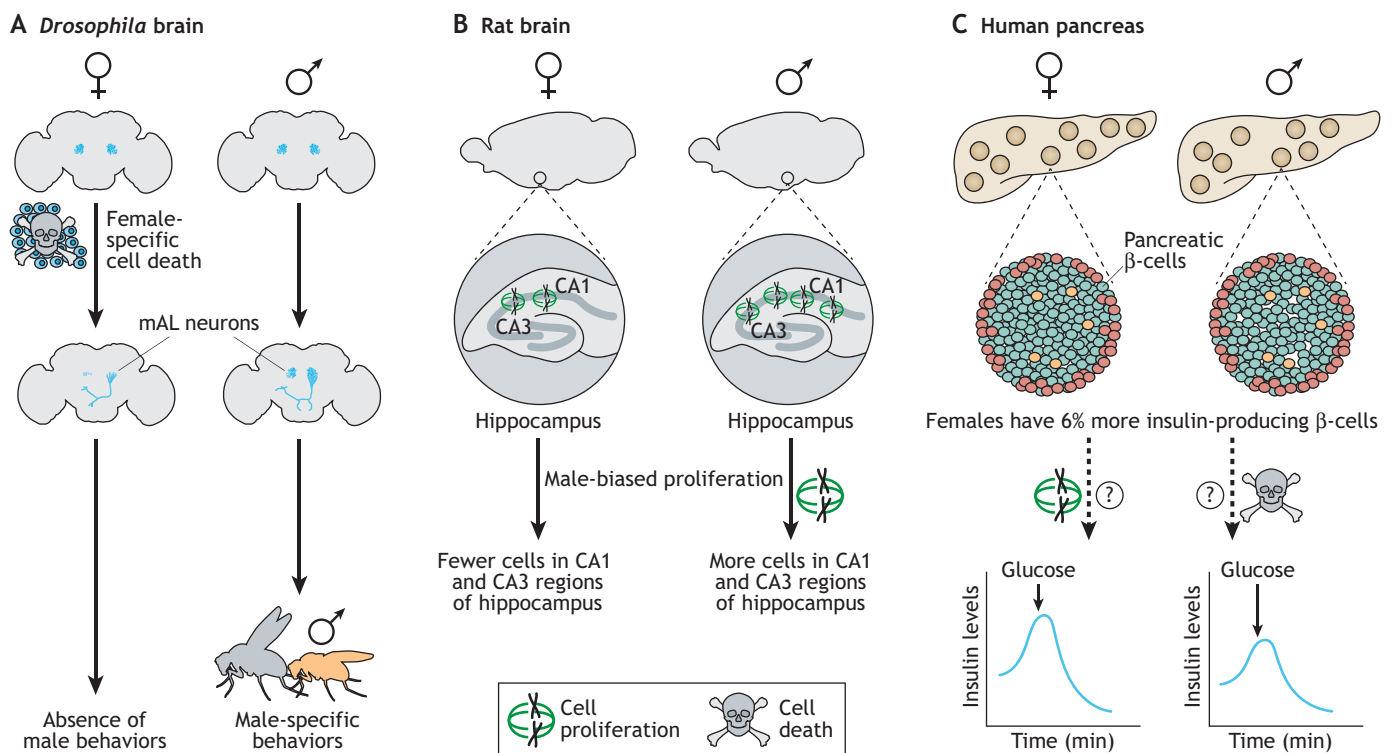 A Drosophila brain
♀ ♂
Female-
specific
cell death
mAL neurons
Absence of
male behaviors
♂
Male-specific
behaviors
B Rat brain
♀ ♂
CA1
CA3
CA1
CA3
Hippocampus
Hippocampus
Male-biased proliferation
Fewer cells in CA1
and CA3 regions
of hippocampus
More cells in CA1
and CA3 regions
of hippocampus
Cell
proliferation
Cell
death
C Human pancreas
♀ ♂
Pancreatic
β-cells
Females have 6% more insulin-producing β-cells
?
?
Glucose
Insulin levels
Time (min)
Glucose
Insulin levels
Time (min)